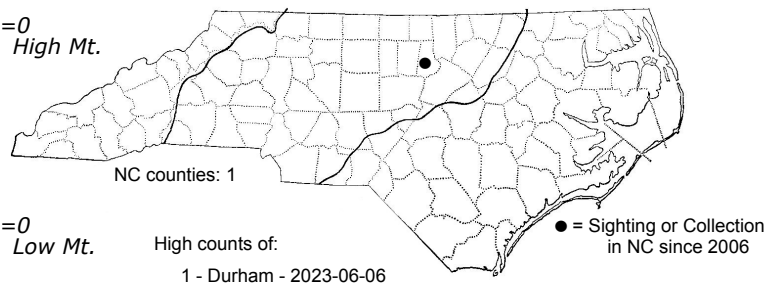 =0
High Mt.
NC counties: 1
=0
Low Mt.
High counts of:
1 - Durham - 2023-06-06
● = Sighting or Collection
in NC since 2006